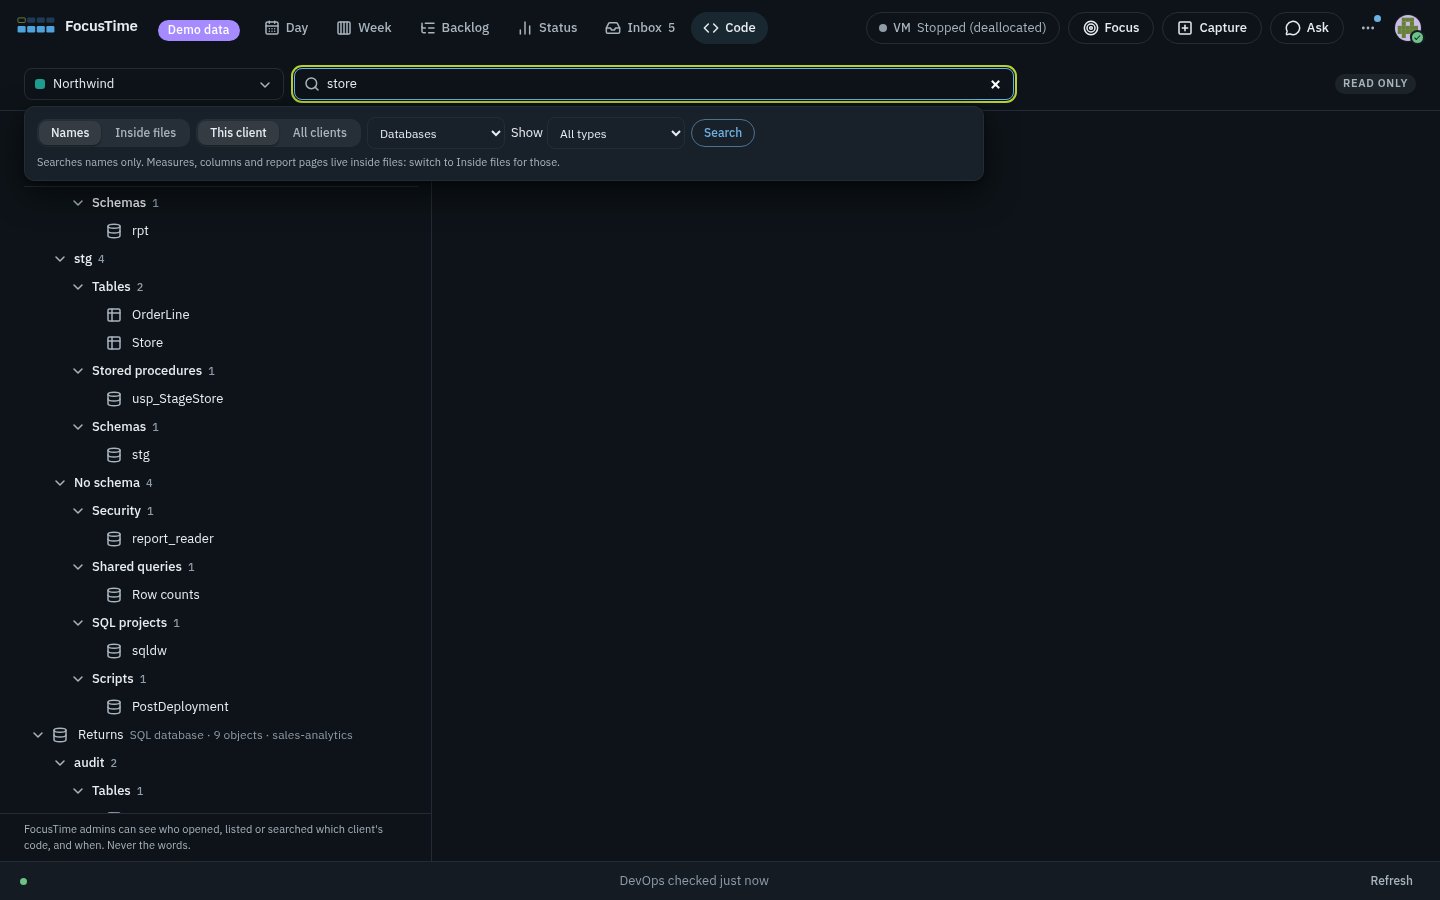 FocusTime Demo data Day Week Backlog Status Inbox 5 Code VM Stopped (deallocated) Focus Capture Ask
Northwind store READ ONLY
Names Inside files This client All clients Databases Show All types Search
Searches names only. Measures, columns and report pages live inside files: switch to Inside files for those.
Schemas 1
rpt
stg 4
Tables 2
OrderLine
Store
Stored procedures 1
usp_StageStore
Schemas 1
stg
No schema 4
Security 1
report_reader
Shared queries 1
Row counts
SQL projects 1
sqldw
Scripts 1
PostDeployment
Returns SQL database · 9 objects · sales-analytics
audit 2
Tables 1
FocusTime admins can see who opened, listed or searched which client's
code, and when. Never the words.
DevOps checked just now Refresh